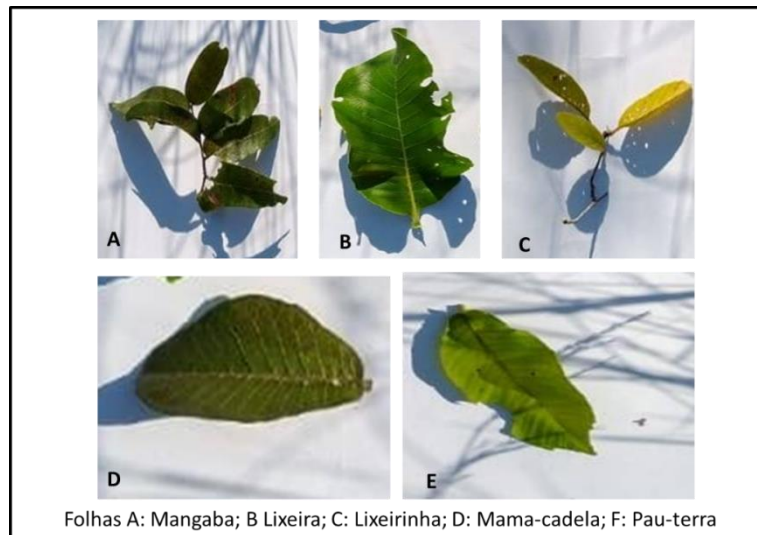 A
B
C
D
E
Folhas A: Mangaba; B Lixeira; C: Lixeirinha; D: Mama-cadela; F: Pau-terra